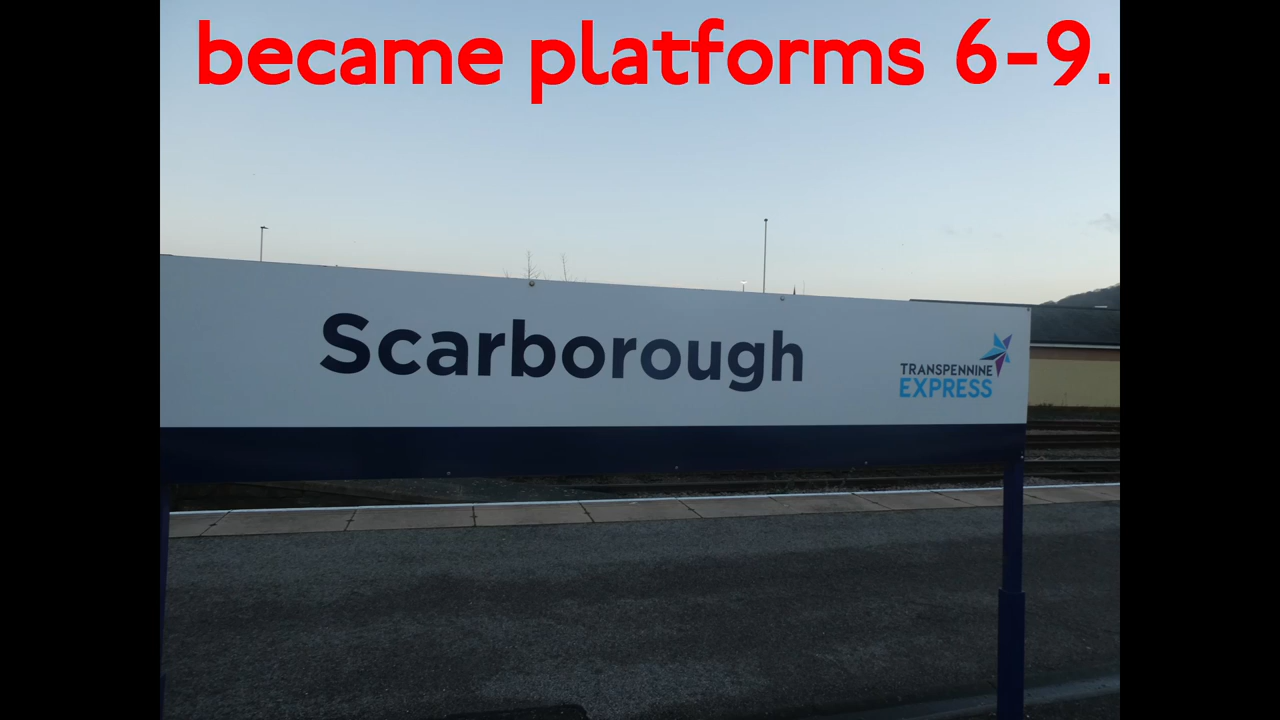 became platforms 6-9.
Scarborough
TRANSPENNINE
EXPRESS